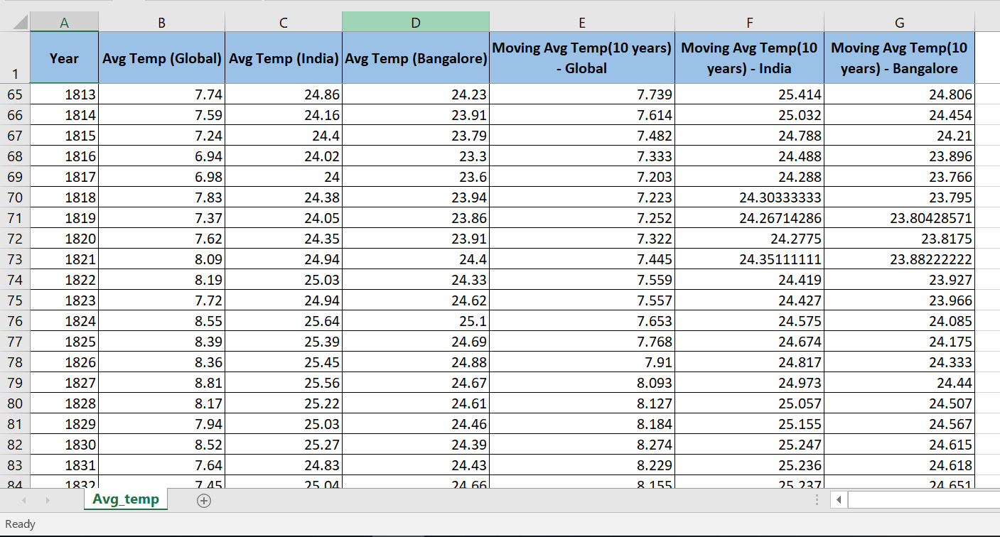 A B C D E F G
1 Year Avg Temp (Global) Avg Temp (India) Avg Temp (Bangalore) Moving Avg Temp(10 years) - Global Moving Avg Temp(10 years) - India Moving Avg Temp(10 years) - Bangalore
65 1813 7.74 24.86 24.23 7.739 25.414 24.806
66 1814 7.59 24.16 23.91 7.614 25.032 24.454
67 1815 7.24 24.4 23.79 7.482 24.788 24.21
68 1816 6.94 24.02 23.3 7.333 24.488 23.896
69 1817 6.98 24 23.6 7.203 24.288 23.766
70 1818 7.83 24.38 23.94 7.223 24.30333333 23.795
71 1819 7.37 24.05 23.86 7.252 24.26714286 23.80428571
72 1820 7.62 24.35 23.91 7.322 24.2775 23.8175
73 1821 8.09 24.94 24.4 7.445 24.35111111 23.88222222
74 1822 8.19 25.03 24.33 7.559 24.419 23.927
75 1823 7.72 24.94 24.62 7.557 24.427 23.966
76 1824 8.55 25.64 25.1 7.653 24.575 24.085
77 1825 8.39 25.39 24.69 7.768 24.674 24.175
78 1826 8.36 25.45 24.88 7.91 24.817 24.333
79 1827 8.81 25.56 24.67 8.093 24.973 24.44
80 1828 8.17 25.22 24.61 8.127 25.057 24.507
81 1829 7.94 25.03 24.46 8.184 25.155 24.567
82 1830 8.52 25.27 24.39 8.274 25.247 24.615
83 1831 7.64 24.83 24.43 8.229 25.236 24.618
84 1832 7.45 25.04 24.66 8.155 25.237 24.651
Avg_temp
Ready